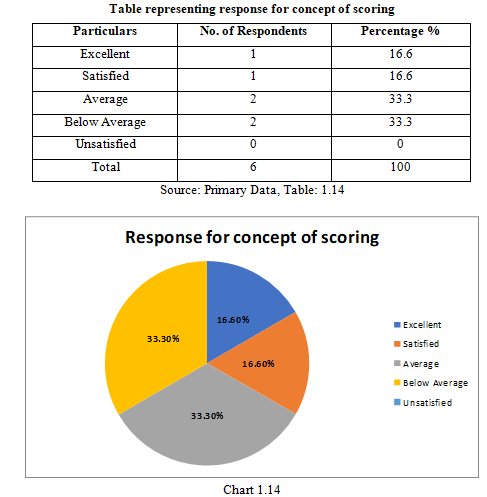 Table representing response for concept of scoring
Particulars No. of Respondents Percentage %
Excellent 1 16.6
Satisfied 1 16.6
Average 2 33.3
Below Average 2 33.3
Unsatisfied 0 0
Total 6 100
Source: Primary Data, Table: 1.14
Response for concept of scoring
16.60%
33.30%
16.60%
33.30%
Excellent
Satisfied
Average
Below Average
Unsatisfied
Chart 1.14